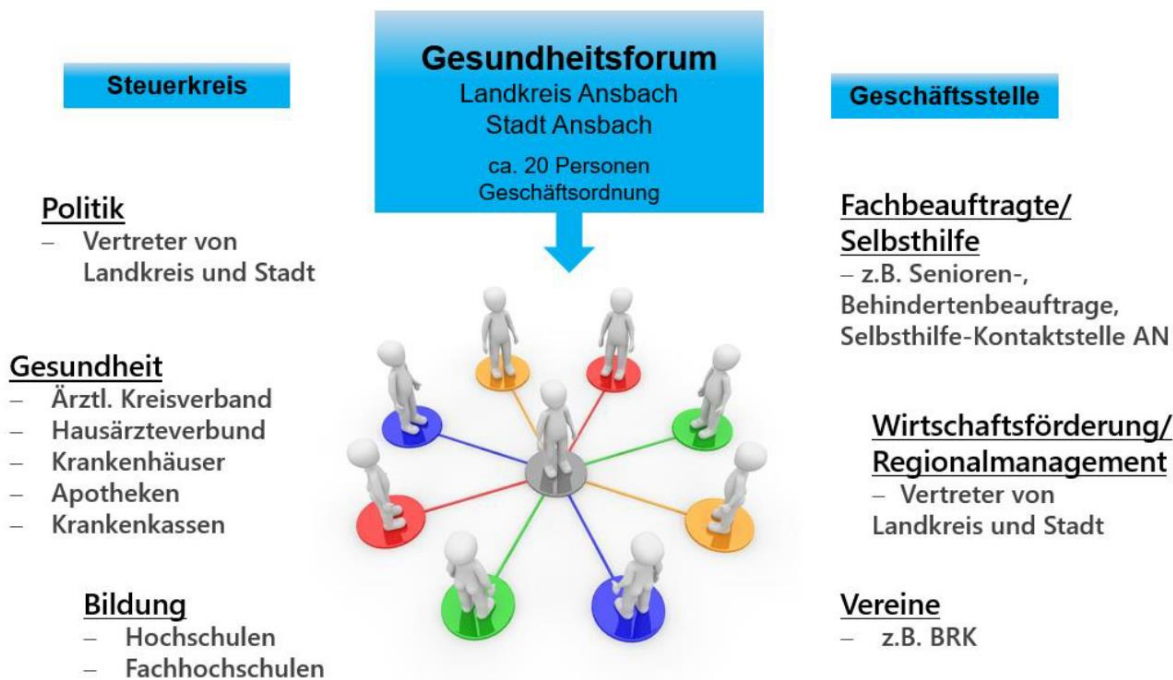 Steuerkreis
Gesundheitsforum
Landkreis Ansbach
Stadt Ansbach
ca. 20 Personen
Geschäftsordnung
Geschäftsstelle
Politik
– Vertreter von
Landkreis und Stadt
Gesundheit
– Ärztl. Kreisverband
– Hausärzteverbund
– Krankenhäuser
– Apotheken
– Krankenkassen
Bildung
– Hochschulen
– Fachhochschulen
Fachbeauftragte/
Selbsthilfe
– z.B. Senioren-,
Behindertenbeauftrage,
Selbsthilfe-Kontaktstelle AN
Wirtschaftsförderung/
Regionalmanagement
– Vertreter von
Landkreis und Stadt
Vereine
– z.B. BRK